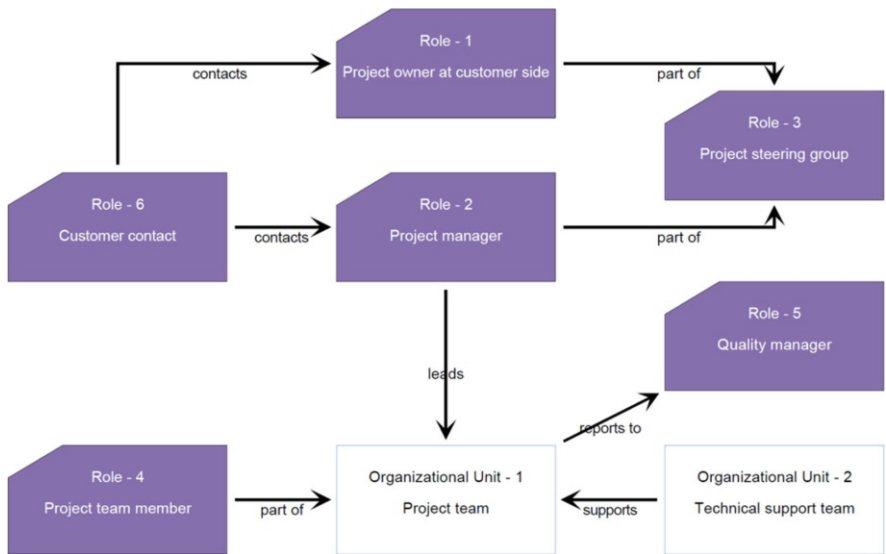 Role - 1
Project owner at customer side
contacts
part of
Role - 3
Project steering group
Role - 6
Customer contact
contacts
Role - 2
Project manager
part of
Role - 5
Quality manager
leads
reports to
Role - 4
Project team member
part of
Organizational Unit - 1
Project team
supports
Organizational Unit - 2
Technical support team